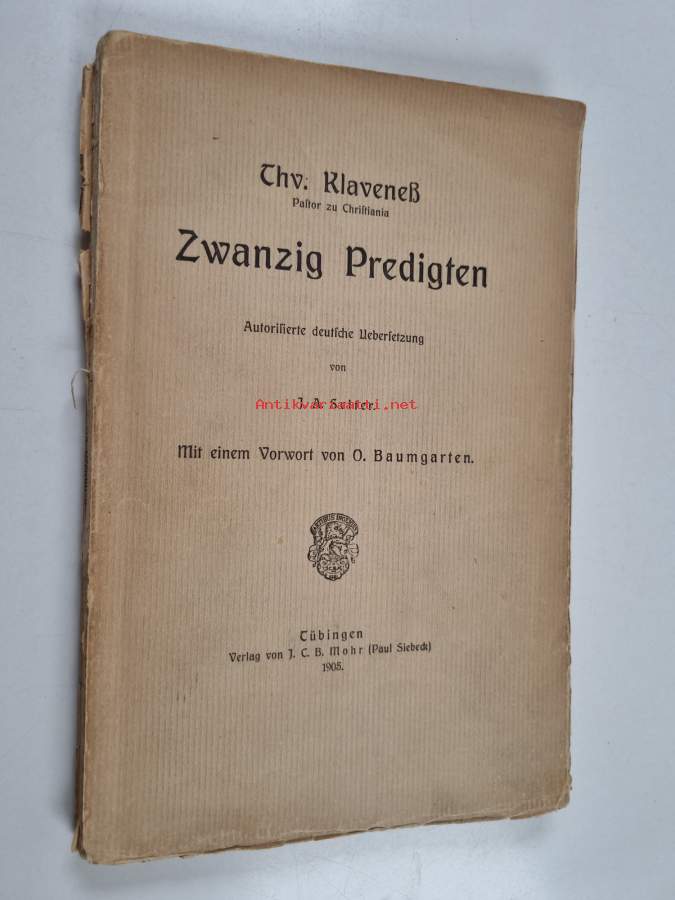 Thv. Klaveneß
Paſtor zu Chriſtiania
Zwanzig Predigten
Autoriſierte deutſche Ueberſetzung
von
J. A.
Antikvariaatti.net
Mit einem Vorwort von O. Baumgarten.
Tübingen
Verlag von J. C. B. Mohr (Paul Siebeck)
1905.